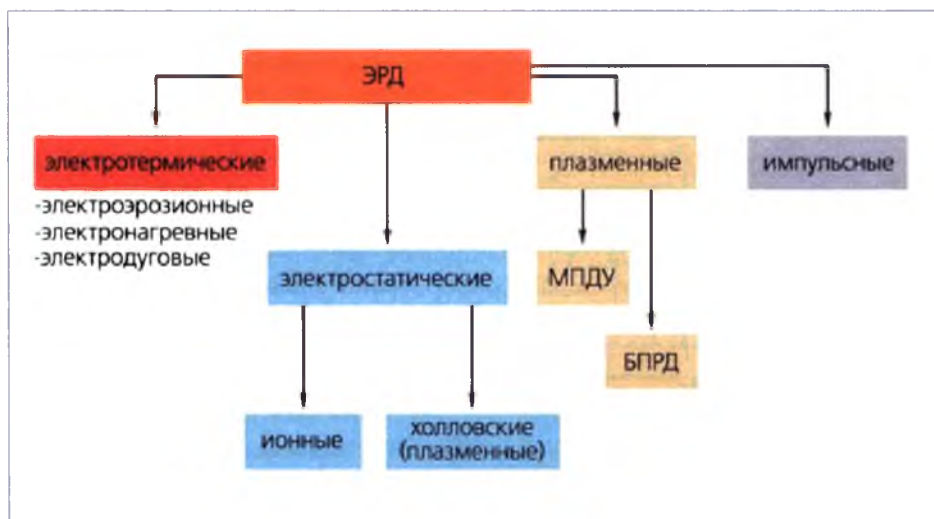 ЭРД
электротермические
-электроэрозионные
-электронагревные
-электродуговые
плазменные
импульсные
электростатические
МПДУ
БПРД
ионные
холловские
(плазменные)